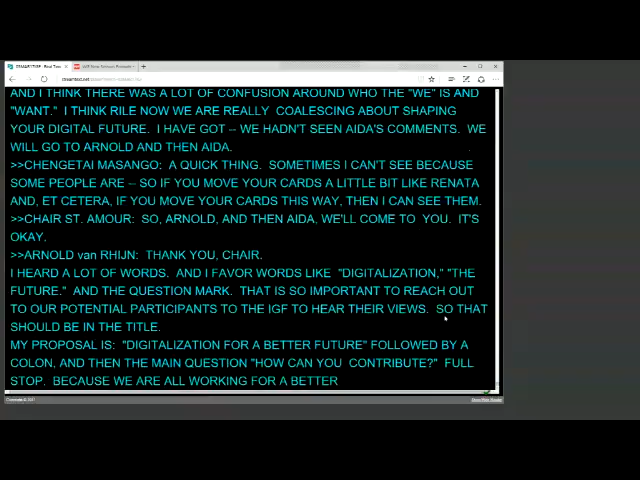 AND I THINK THERE WAS A LOT OF CONFUSION AROUND WHO THE "WE" IS AND
"WANT." I THINK RILE NOW WE ARE REALLY COALESCING ABOUT SHAPING
YOUR DIGITAL FUTURE. I HAVE GOT -- WE HADN'T SEEN AIDA'S COMMENTS. WE
WILL GO TO ARNOLD AND THEN AIDA.
>>CHENGETAI MASANGO: A QUICK THING. SOMETIMES I CAN'T SEE BECAUSE
SOME PEOPLE ARE -- SO IF YOU MOVE YOUR CARDS A LITTLE BIT LIKE RENATA
AND, ET CETERA, IF YOU MOVE YOUR CARDS THIS WAY, THEN I CAN SEE THEM.
>>CHAIR ST. AMOUR: SO, ARNOLD, AND THEN AIDA, WE'LL COME TO YOU. IT'S
OKAY.
>>ARNOLD van RHIJN: THANK YOU, CHAIR.
I HEARD A LOT OF WORDS. AND I FAVOR WORDS LIKE "DIGITALIZATION," "THE
FUTURE." AND THE QUESTION MARK. THAT IS SO IMPORTANT TO REACH OUT
TO OUR POTENTIAL PARTICIPANTS TO THE IGF TO HEAR THEIR VIEWS. SO THAT
SHOULD BE IN THE TITLE.
MY PROPOSAL IS: "DIGITALIZATION FOR A BETTER FUTURE" FOLLOWED BY A
COLON, AND THEN THE MAIN QUESTION "HOW CAN YOU CONTRIBUTE?" FULL
STOP. BECAUSE WE ARE ALL WORKING FOR A BETTER